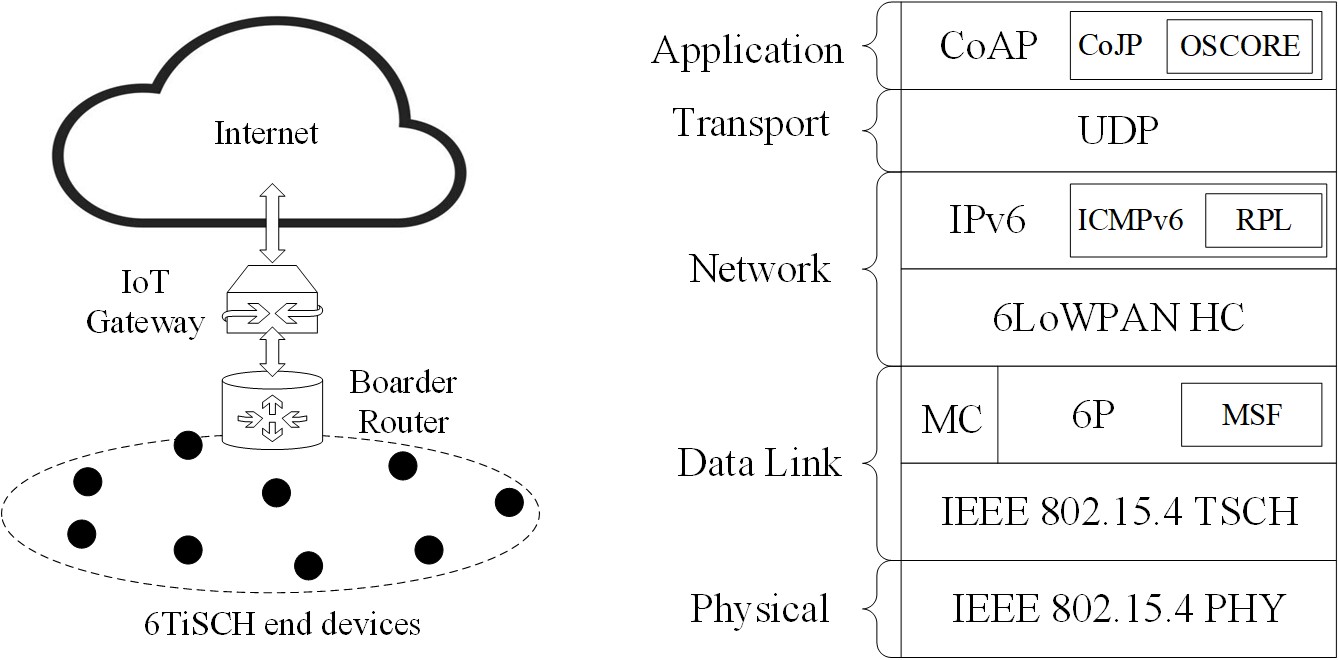 Internet
IoT
Gateway
Boarder
Router
6TiSCH end devices
Application
CoAP CoJP OSCORE
Transport
UDP
Network
IPv6 ICMPv6 RPL
6LoWPAN HC
Data Link
MC 6P MSF
IEEE 802.15.4 TSCH
Physical
IEEE 802.15.4 PHY